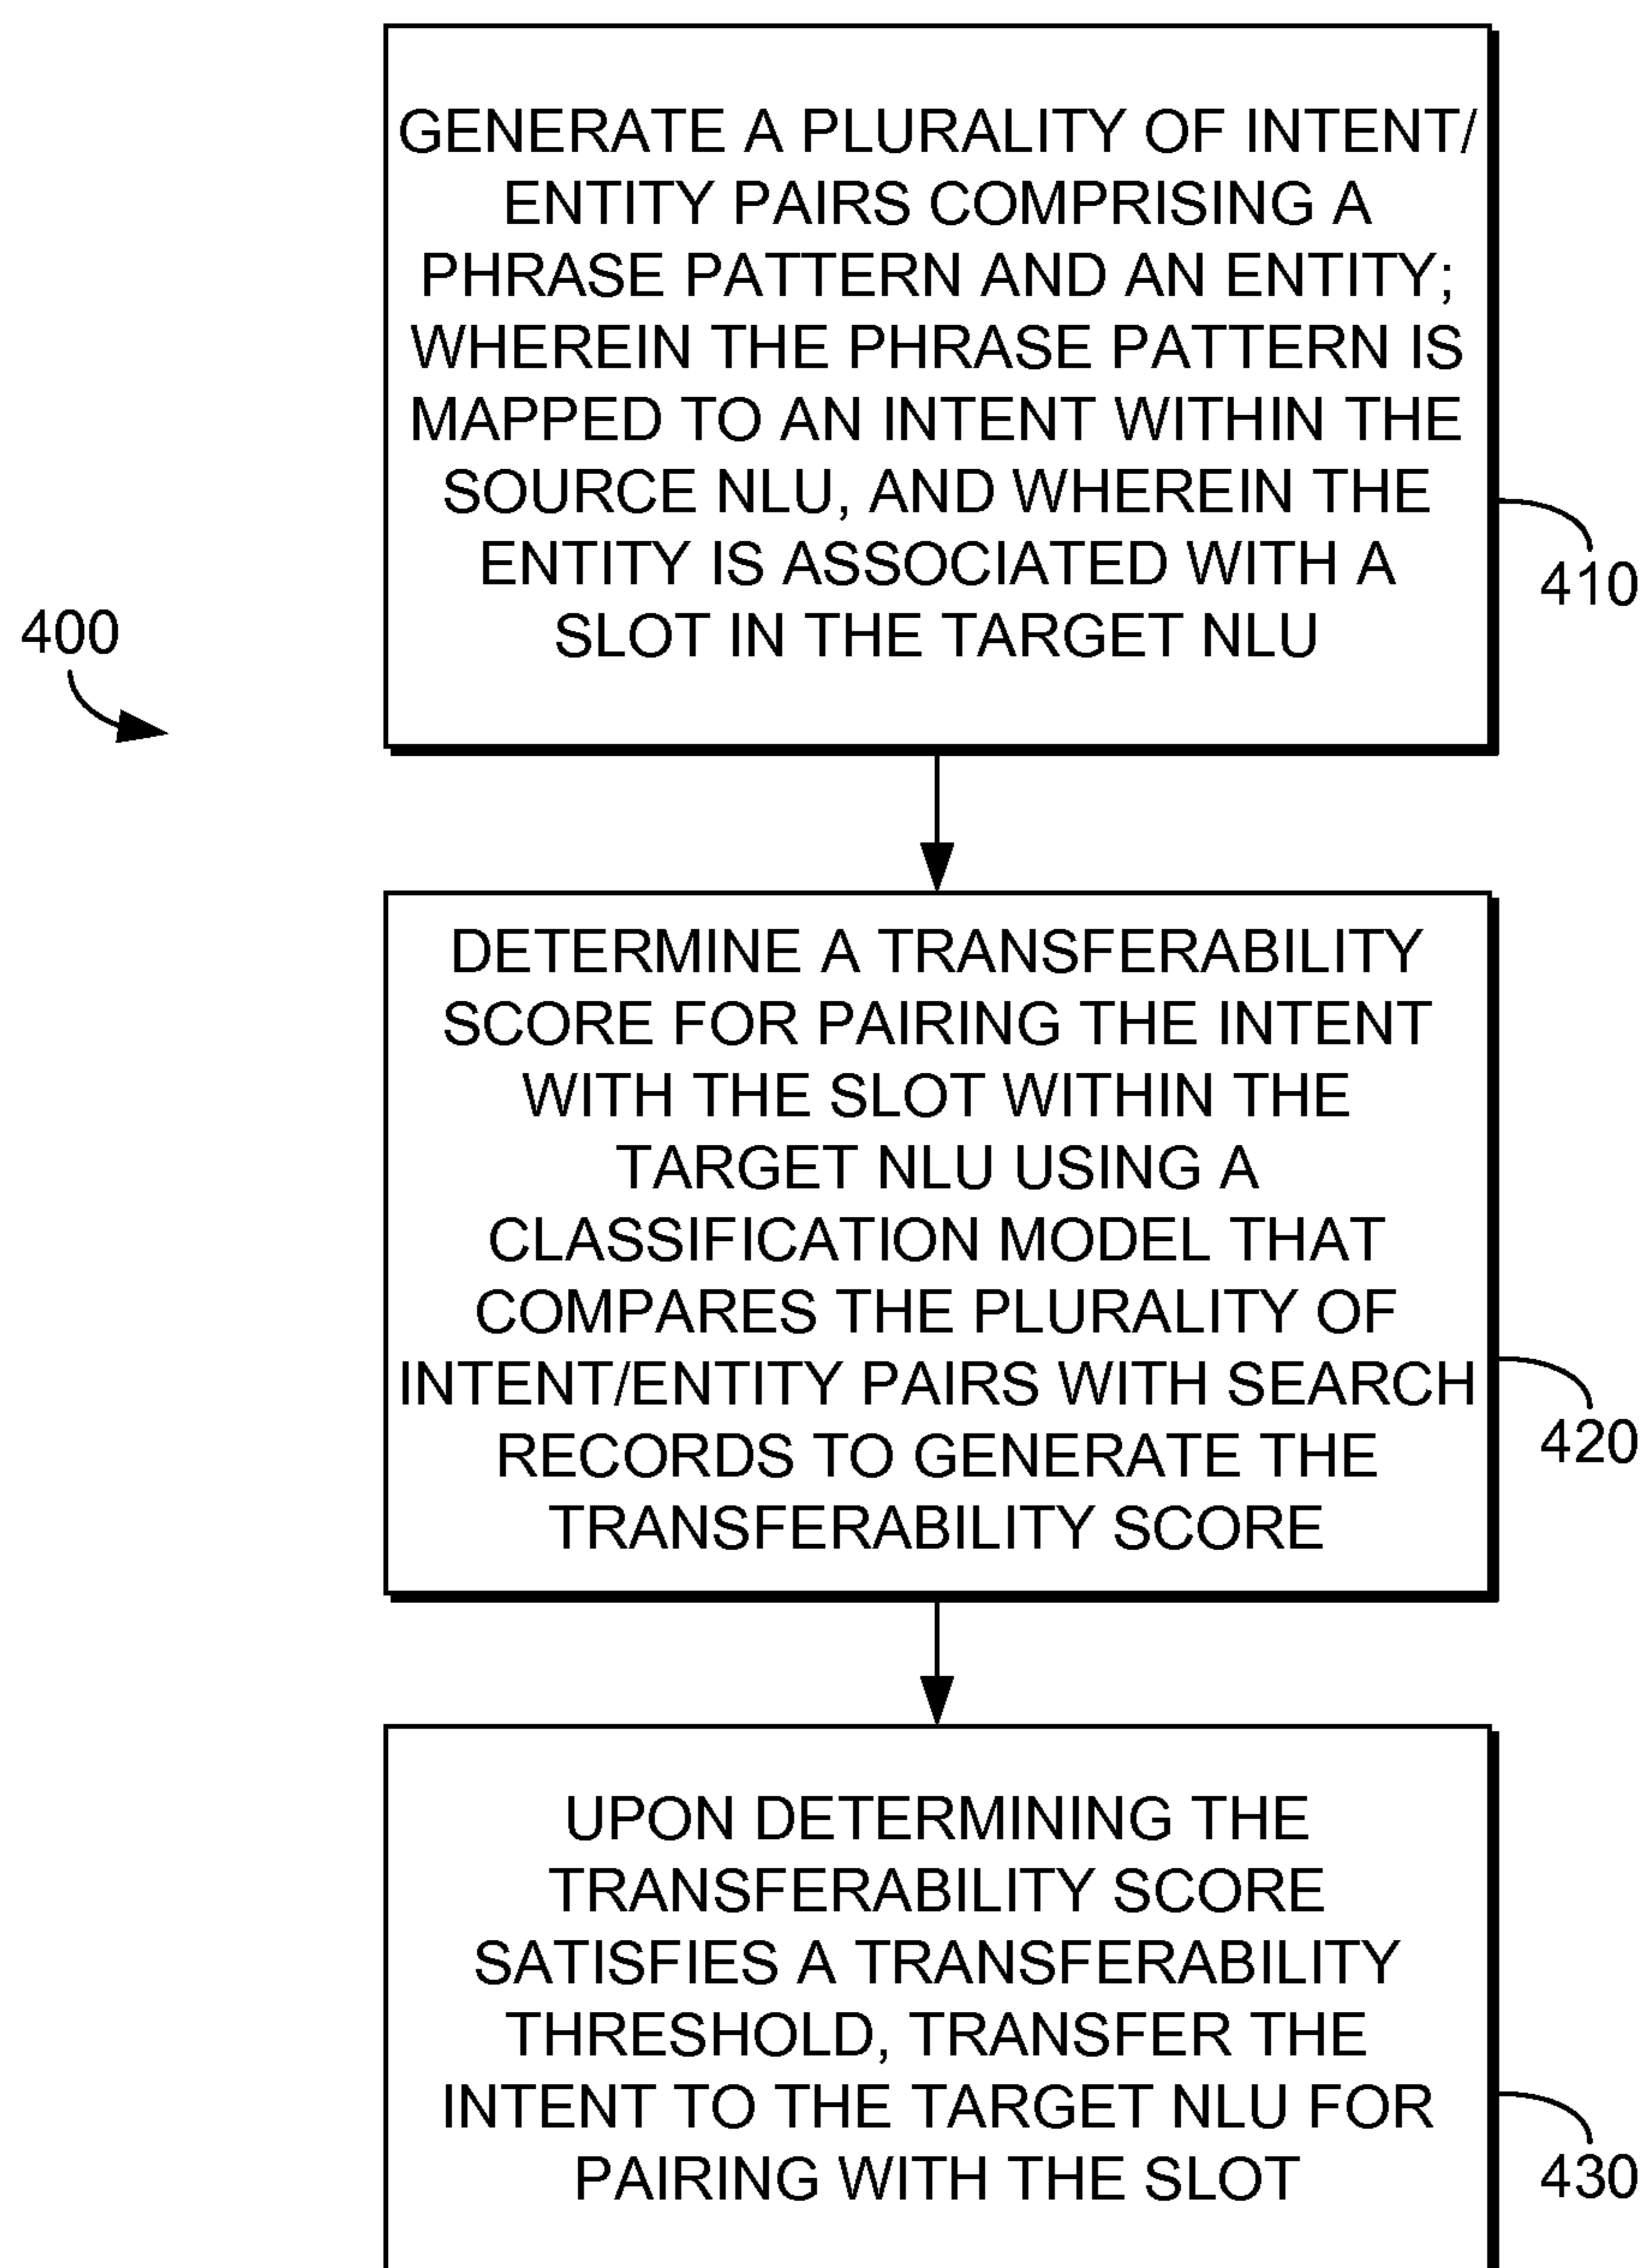 GENERATE A PLURALITY OF INTENT/
ENTITY PAIRS COMPRISING A
PHRASE PATTERN AND AN ENTITY;
WHEREIN THE PHRASE PATTERN IS
MAPPED TO AN INTENT WITHIN THE
SOURCE NLU, AND WHEREIN THE
ENTITY IS ASSOCIATED WITH A
SLOT IN THE TARGET NLU
410
400
DETERMINE A TRANSFERABILITY
SCORE FOR PAIRING THE INTENT
WITH THE SLOT WITHIN THE
TARGET NLU USING A
CLASSIFICATION MODEL THAT
COMPARES THE PLURALITY OF
INTENT/ENTITY PAIRS WITH SEARCH
RECORDS TO GENERATE THE
TRANSFERABILITY SCORE
420
UPON DETERMINING THE
TRANSFERABILITY SCORE
SATISFIES A TRANSFERABILITY
THRESHOLD, TRANSFER THE
INTENT TO THE TARGET NLU FOR
PAIRING WITH THE SLOT
430